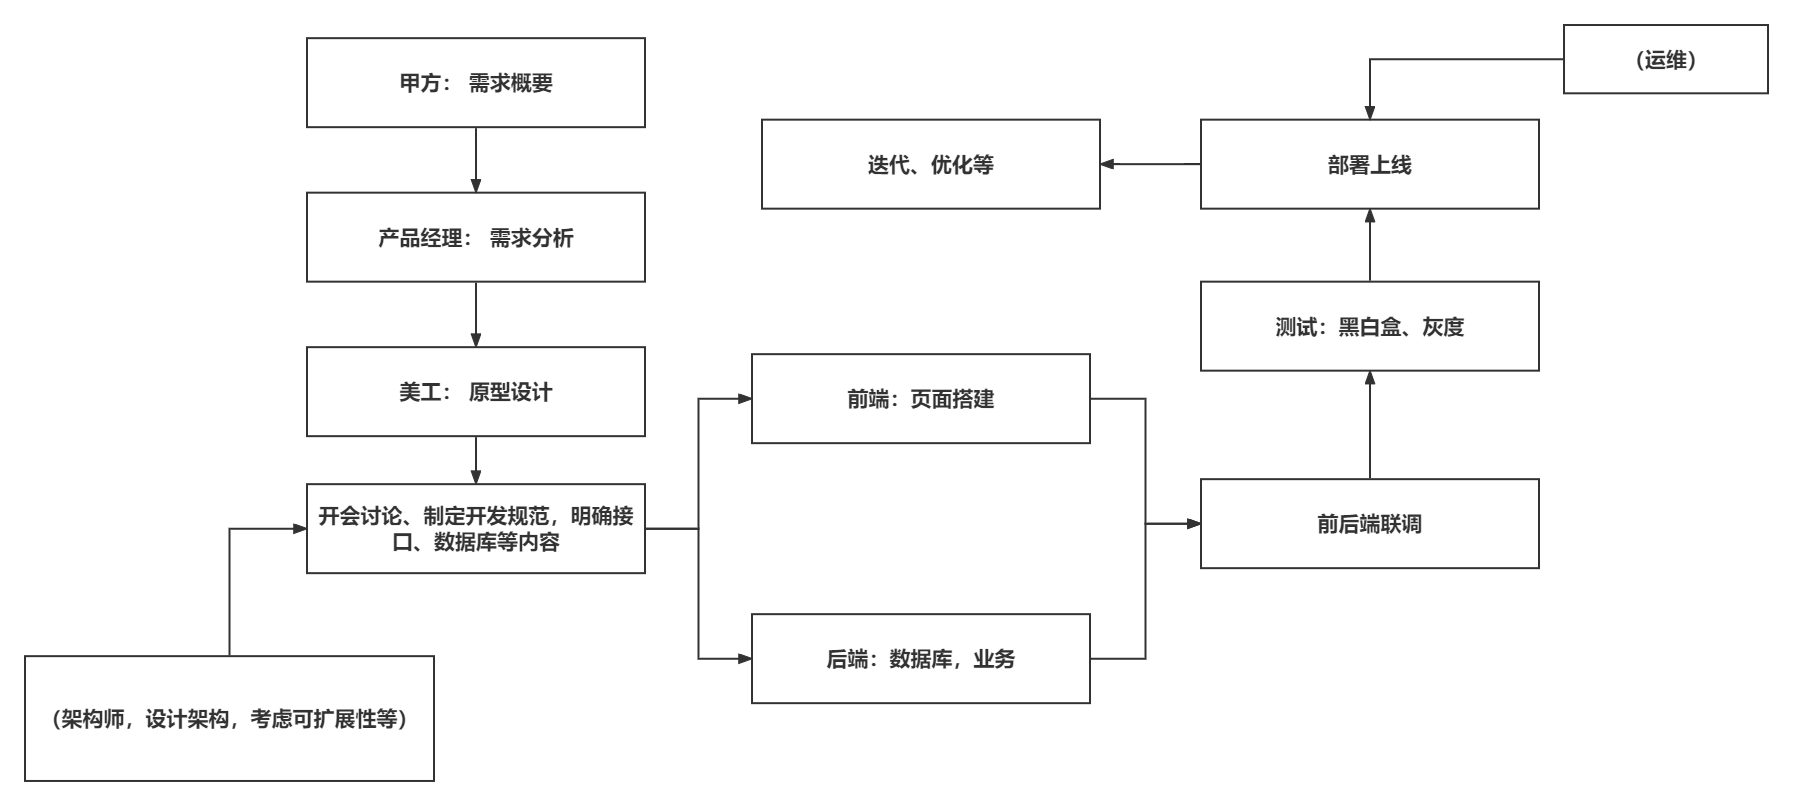 甲方： 需求概要
产品经理： 需求分析
美工： 原型设计
开会讨论、制定开发规范，明确接
口、数据库等内容
（架构师，设计架构，考虑可扩展性等）
前端：页面搭建
后端：数据库，业务
前后端联调
测试：黑白盒、灰度
部署上线
（运维）
迭代、优化等